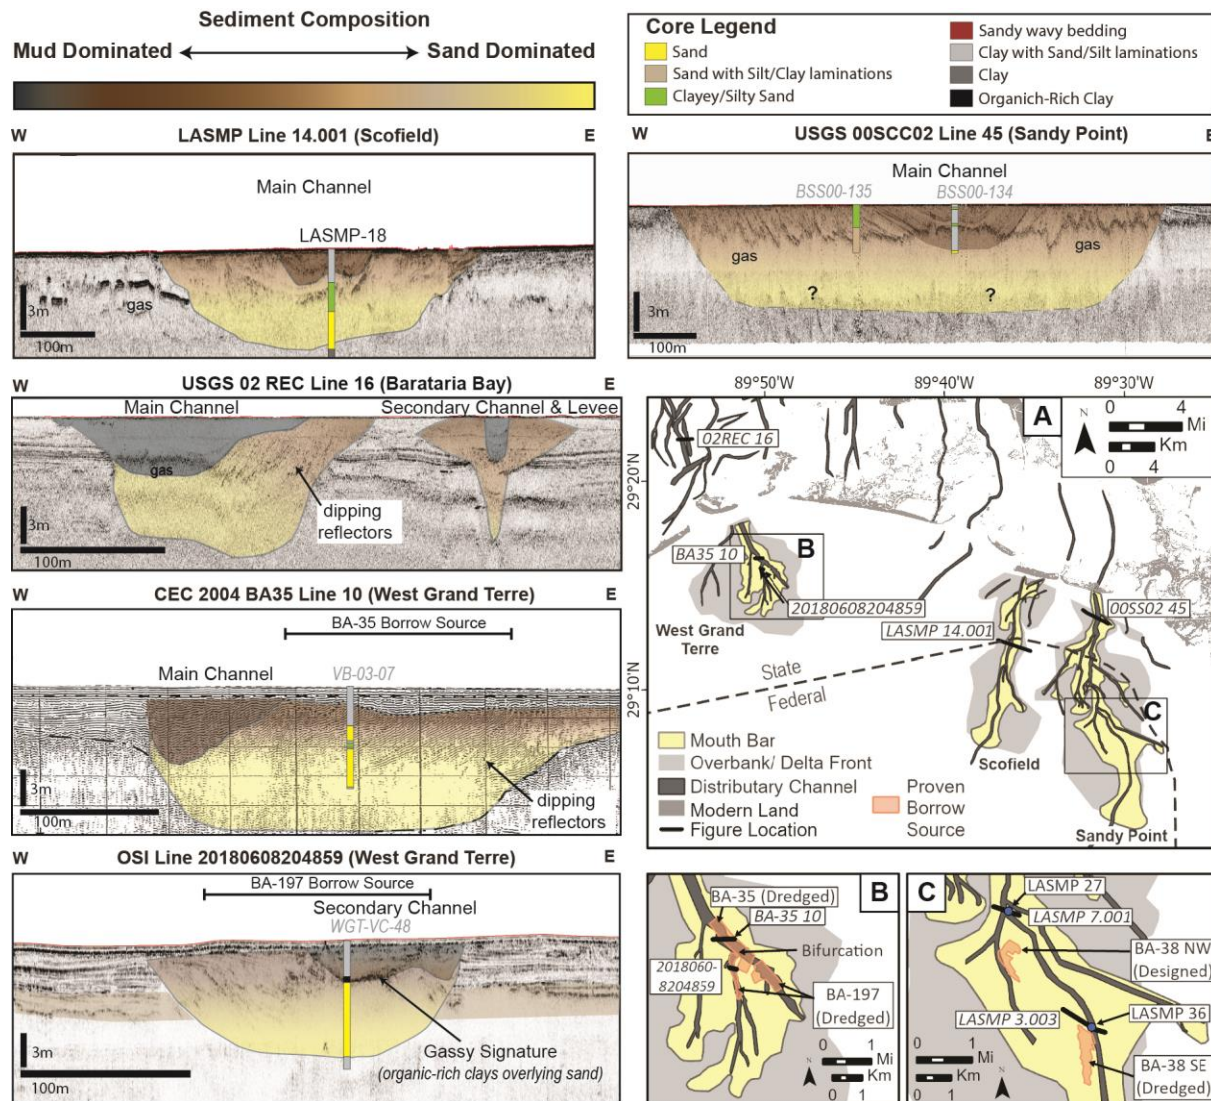 Sediment Composition
Mud Dominated
Sand Dominated
Core Legend
Sand
Sand with Silt/Clay laminations
Clayey/Silty Sand
Sandy wavy bedding
Clay with Sand/Silt laminations
Clay
Organich-Rich Clay
W
LASMP Line 14.001 (Scofield)
E
Main Channel
LASMP-18
gas
3m
100m
W
USGS 00SCC02 Line 45 (Sandy Point)
E
Main Channel
BSS00-135
BSS00-134
gas
gas
?
?
3m
100m
W
USGS 02 REC Line 16 (Barataria Bay)
E
Main Channel
Secondary Channel & Levee
gas
dipping
reflectors
3m
100m
W
CEC 2004 BA35 Line 10 (West Grand Terre)
E
BA-35 Borrow Source
Main Channel
VB-03-07
dipping
reflectors
3m
100m
W
OSI Line 20180608204859 (West Grand Terre)
E
BA-197 Borrow Source
Secondary Channel
WGT-VC-48
Gassy Signature
(organic-rich clays overlying sand)
3m
100m
89°50'W
89°40'W
89°30'W
A
N
0 4
Mi
Km
0 4
02REC 16
29°20'N
BA35 10
B
20180608204859
00SS02 45
West Grand
Terre
LASMP 14.001
State
Federal
29°10'N
C
Mouth Bar
Overbank/ Delta Front
Distributary Channel
Modern Land
Figure Location
Proven
Borrow
Source
Scofield
Sandy Point
B
BA-35 (Dredged)
BA-35 10
Bifurcation
2018060-
8204859
BA-197
(Dredged)
N
0 1
Mi
Km
0 1
C
LASMP 27
LASMP 7.001
BA-38 NW
(Designed)
LASMP 36
LASMP 3.003
BA-38 SE
(Dredged)
0 1
Mi
Km
0 1
N